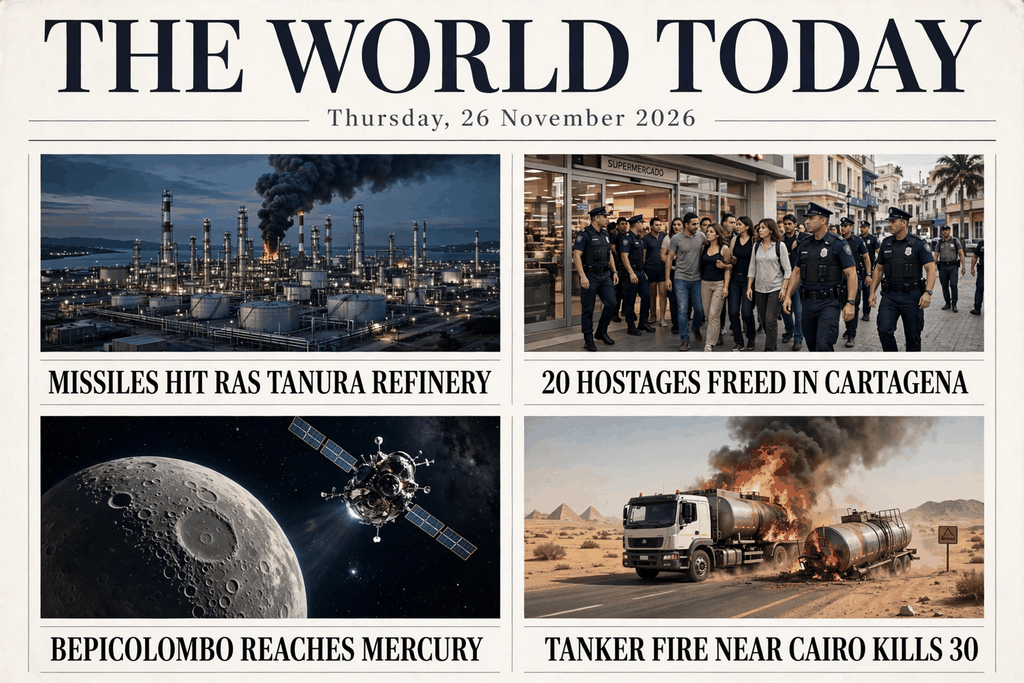 THE WORLD TODAY
Thursday, 26 November 2026
SUPERMERCADO
MISSILES HIT RAS TANURA REFINERY
20 HOSTAGES FREED IN CARTAGENA
BEPICOLOMBO REACHES MERCURY
TANKER FIRE NEAR CAIRO KILLS 30